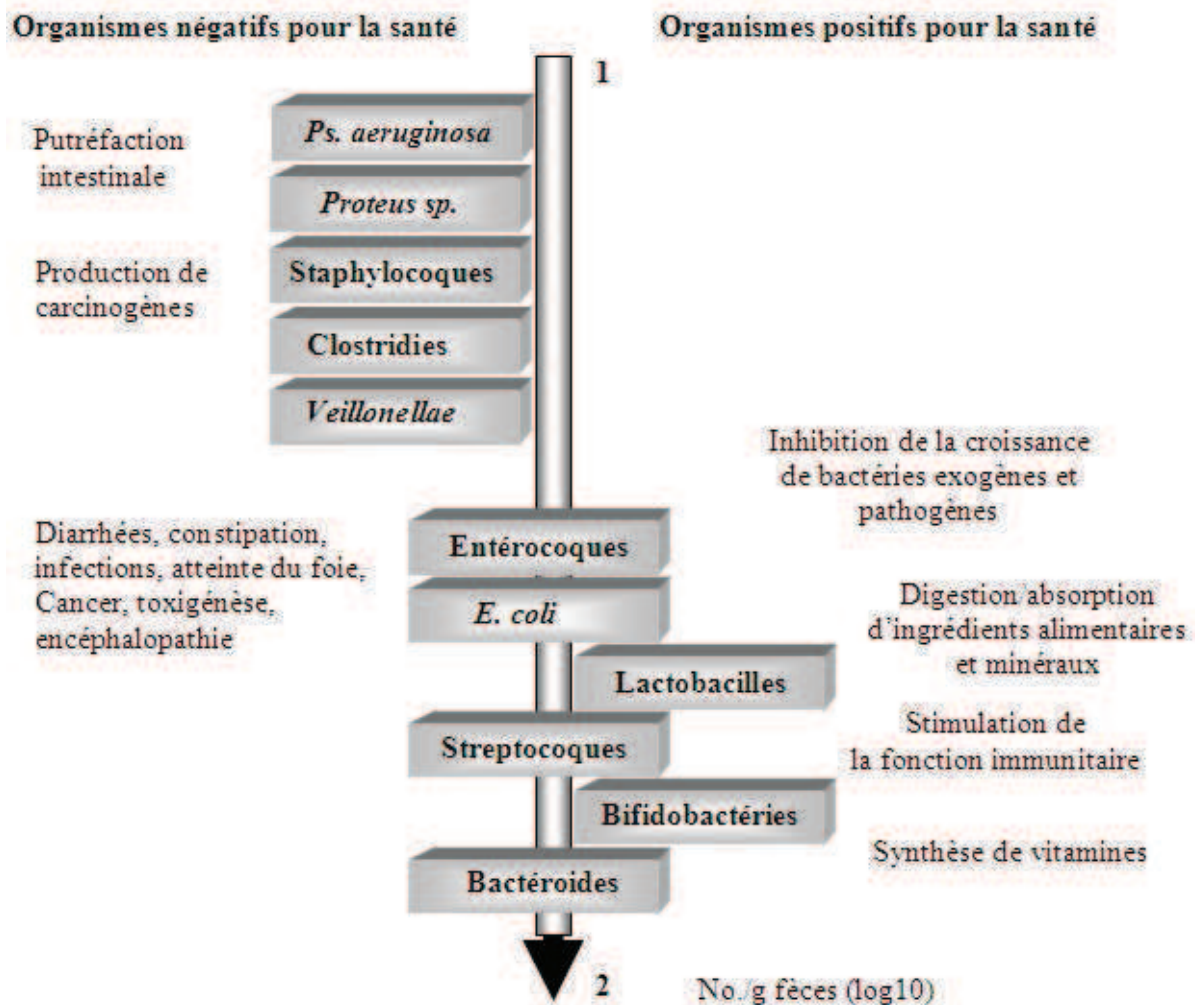 Organismes négatifs pour la santé
Organismes positifs pour la santé
1
Ps. aeruginosa
Putréfaction
intestinale
Proteus sp.
Staphylocoques
Production de
carcinogènes
Clostridies
Veillonellae
Inhibition de la croissance
de bactéries exogènes et
pathogènes
Entérocoques
Diarrhées, constipation,
infections, atteinte du foie,
Cancer, toxigénèse,
encéphalopathie
E. coli
Digestion/absorption
d'ingrédients alimentaires
et minéraux
Lactobacilles
Streptocoques
Stimulation de
la fonction immunitaire
Bifidobactéries
Synthèse de vitamines
Bactéroides
2
No./g fèces (log10)